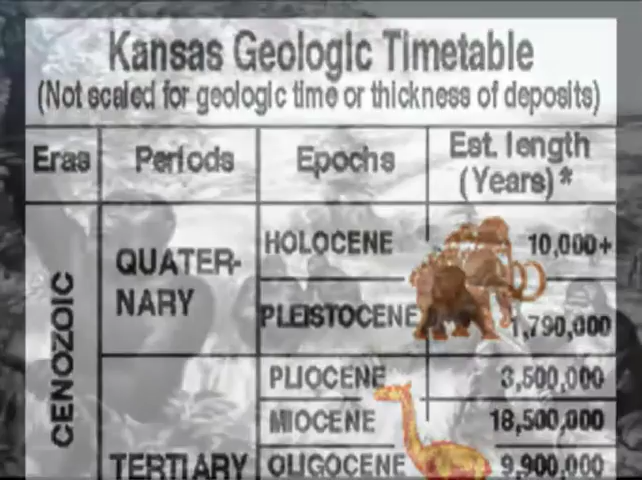 Kansas Geologic Timetable
(Not scaled for geologic time or thickness of deposits)
Eras Periods Epochs Est. length
(Years)*
CENOZOIC
QUATER-
NARY
HOLOCENE 10,000+
PLEISTOCENE 1,790,000
TERTIARY
PLIOCENE 3,500,000
MIOCENE 18,500,000
OLIGOCENE 9,900,000